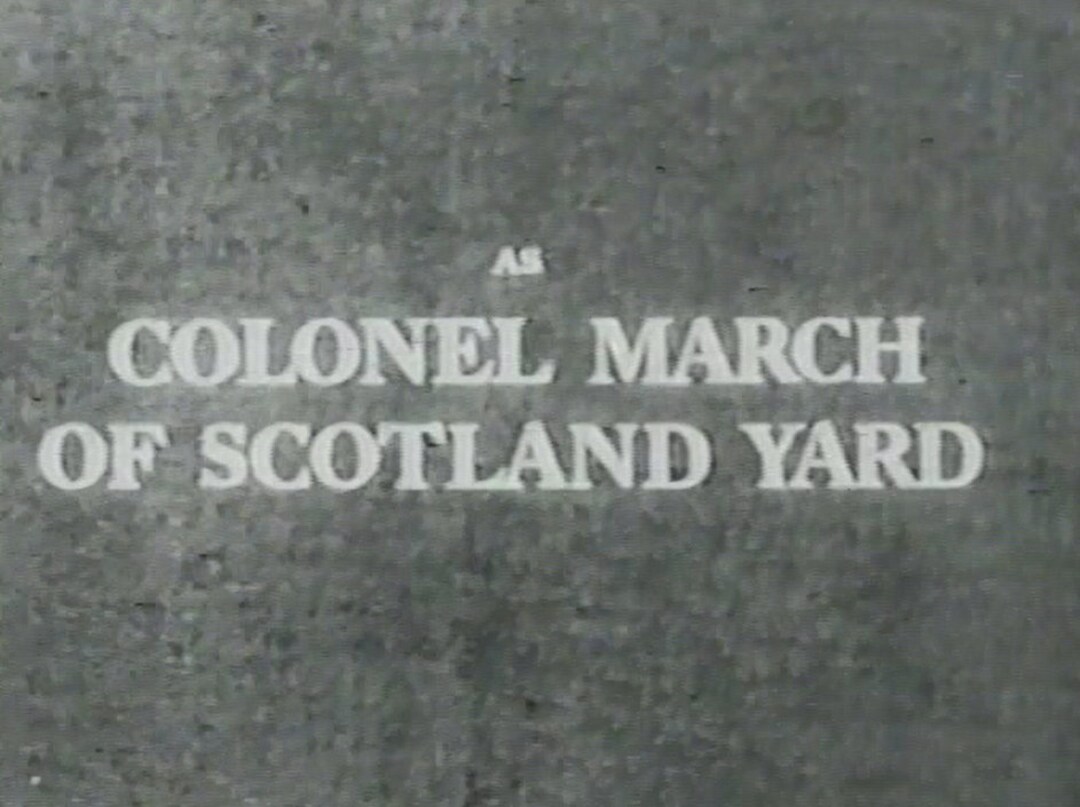 AS
COLONEL MARCH
OF SCOTLAND YARD